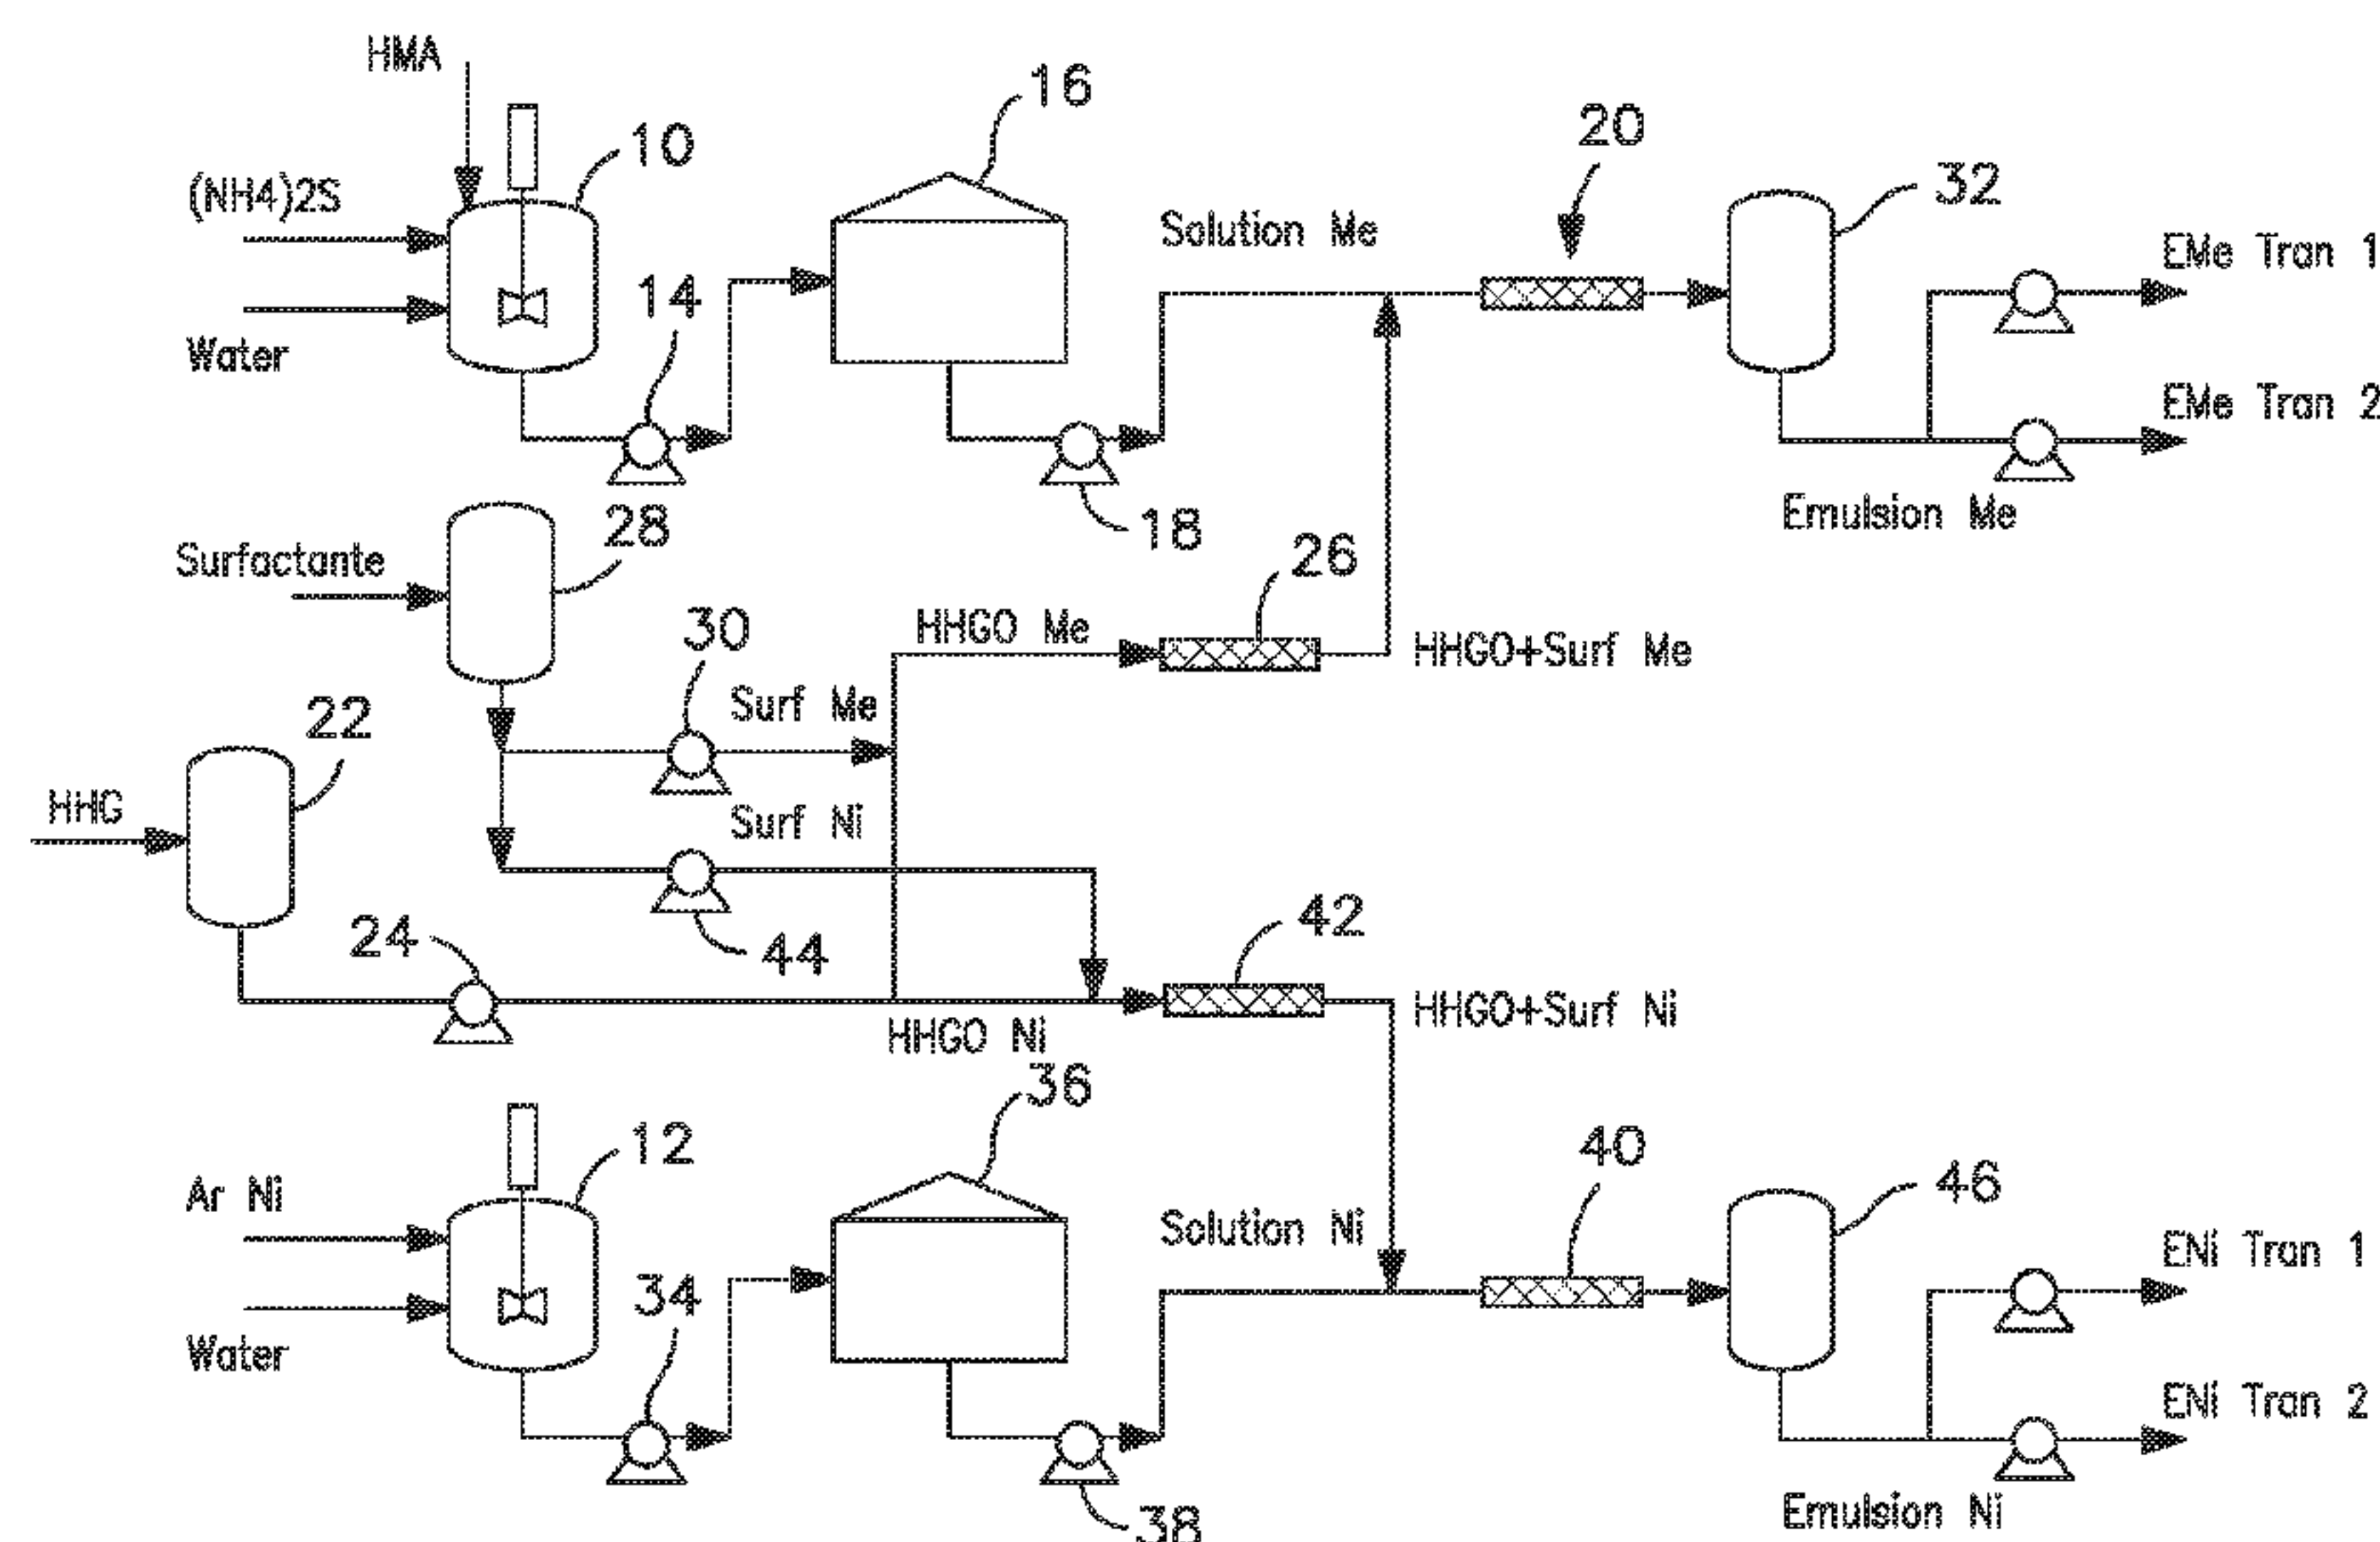 HMA
16
20
10
(NH4)2S
32
Solution Me
EMe Tran 1
14
Water
EMe Tran 2
18
Emulsion Me
28
Surfactante
26
30
HHGO Me
HHGO+Surf Me
22
Surf Me
HHG
Surf Ni
42
24
44
HHGO+Surf Ni
HHGO Ni
36
12
40
Ar Ni
46
Solution Ni
ENi Tran 1
34
Water
ENi Tran 2
38
Emulsion Ni